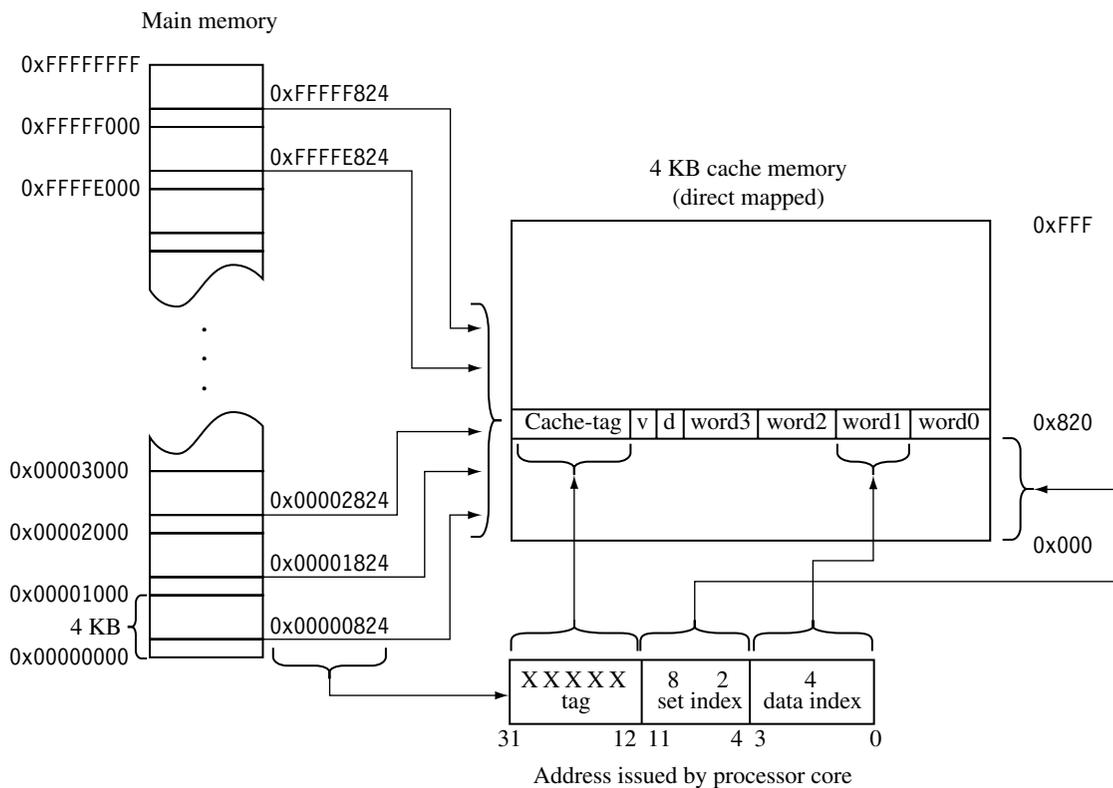 Main memory
0xFFFFFFFF
0xFFFFF824
0xFFFFF000
0xFFFFE824
0xFFFFE000
4 KB cache memory
(direct mapped)
0xFFF
Cache-tag v d word3 word2 word1 word0
0x820
0x00003000
0x00002824
0x00002000
0x000
0x00001824
0x00001000
4 KB
0x00000824
0x00000000
X X X X X 8 2 4
tag set index data index
31 12 11 4 3 0
Address issued by processor core